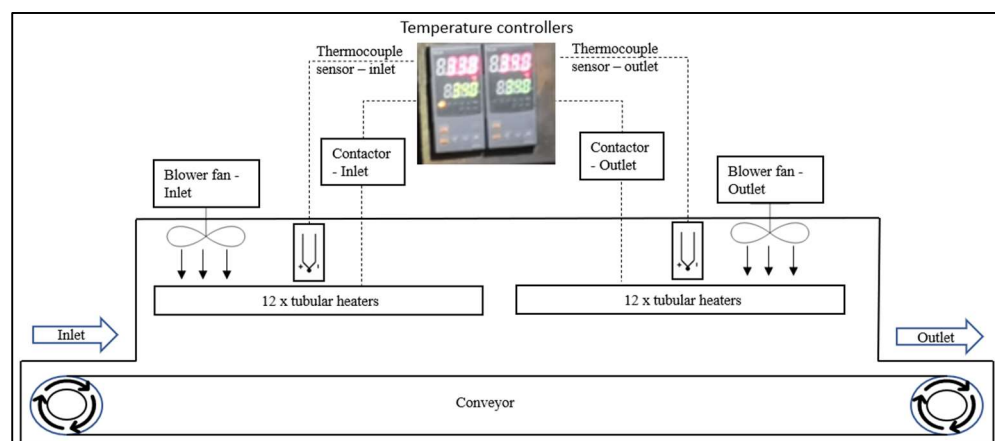 Temperature controllers
Thermocouple
sensor – inlet
Thermocouple
sensor – outlet
Contactor
- Inlet
Contactor
- Outlet
Blower fan -
Inlet
Blower fan -
Outlet
+ -
+ -
12 x tubular heaters
12 x tubular heaters
Inlet
Outlet
Conveyor